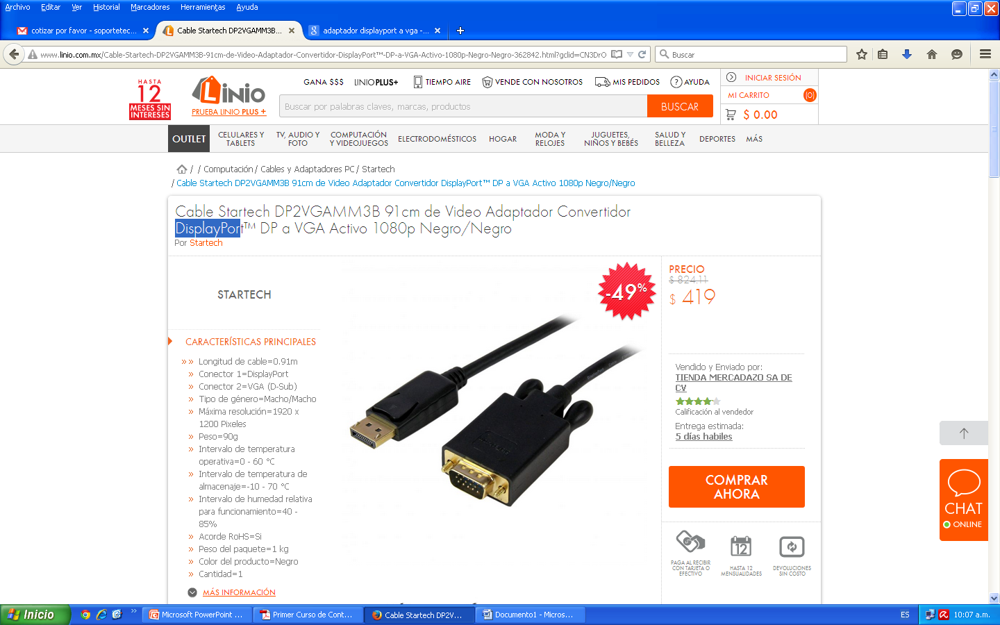 Archivo Editar Ver Historial Marcadores Herramientas Ayuda
cotizar por favor - soportetec...
Cable Startech DP2VGAMM3B...
adaptador displayport a vga -...
www.linio.com.mx/Cable-Startech-DP2VGAMM3B-91cm-de-Video-Adaptador-Convertidor-DisplayPort™-DP-a-VGA-Activo-1080p-Negro-Negro-362842.html?gclid=CN3DrO
Buscar
HASTA
12
MESES SIN
INTERESES
Linio
PRUEBA LINIO PLUS +
GANA $$$
LINIOPLUS+
TIEMPO AIRE
VENDE CON NOSOTROS
MIS PEDIDOS
? AYUDA
Buscar por palabras claves, marcas, productos
BUSCAR
INICIAR SESIÓN
MI CARRITO
(0)
$ 0.00
OUTLET
CELULARES Y
TABLETS
TV, AUDIO Y
FOTO
COMPUTACIÓN
Y VIDEOJUEGOS
ELECTRODOMÉSTICOS
HOGAR
MODA Y
RELOJES
JUGUETES,
NIÑOS Y BEBÉS
SALUD Y
BELLEZA
DEPORTES
MÁS
/ / Computación / Cables y Adaptadores PC / Startech
/ Cable Startech DP2VGAMM3B 91cm de Video Adaptador Convertidor DisplayPort™ DP a VGA Activo 1080p Negro/Negro
Cable Startech DP2VGAMM3B 91cm de Video Adaptador Convertidor
DisplayPort™ DP a VGA Activo 1080p Negro/Negro
Por Startech
STARTECH
CARACTERÍSTICAS PRINCIPALES
» » Longitud de cable=0.91m
» Conector 1=DisplayPort
» Conector 2=VGA (D-Sub)
» Tipo de género=Macho/Macho
» Máxima resolución=1920 x
1200 Pixeles
» Peso=90g
» Intervalo de temperatura
operativa=0 - 60 °C
» Intervalo de temperatura de
almacenaje=-10 - 70 °C
» Intervalo de humedad relativa
para funcionamiento=40 -
85%
» Acorde RoHS=Si
» Peso del paquete=1 kg
» Color del producto=Negro
» Cantidad=1
MÁS INFORMACIÓN
-49%
PRECIO
$ 824.11
$ 419
Vendido y Enviado por:
TIENDA MERCADAZO SA DE
CV
Calificación al vendedor
Entrega estimada:
5 días habiles
COMPRAR
AHORA
PAGA AL RECIBIR
CON TARJETA O
EFECTIVO
12
HASTA 12
MENSUALIDADES
DEVOLUCIONES
SIN COSTO
CHAT
ONLINE
Inicio
»
Microsoft PowerPoint ...
Primer Curso de Cont...
Cable Startech DP2V...
Documento1 - Micros...
ES
10:07 a.m.